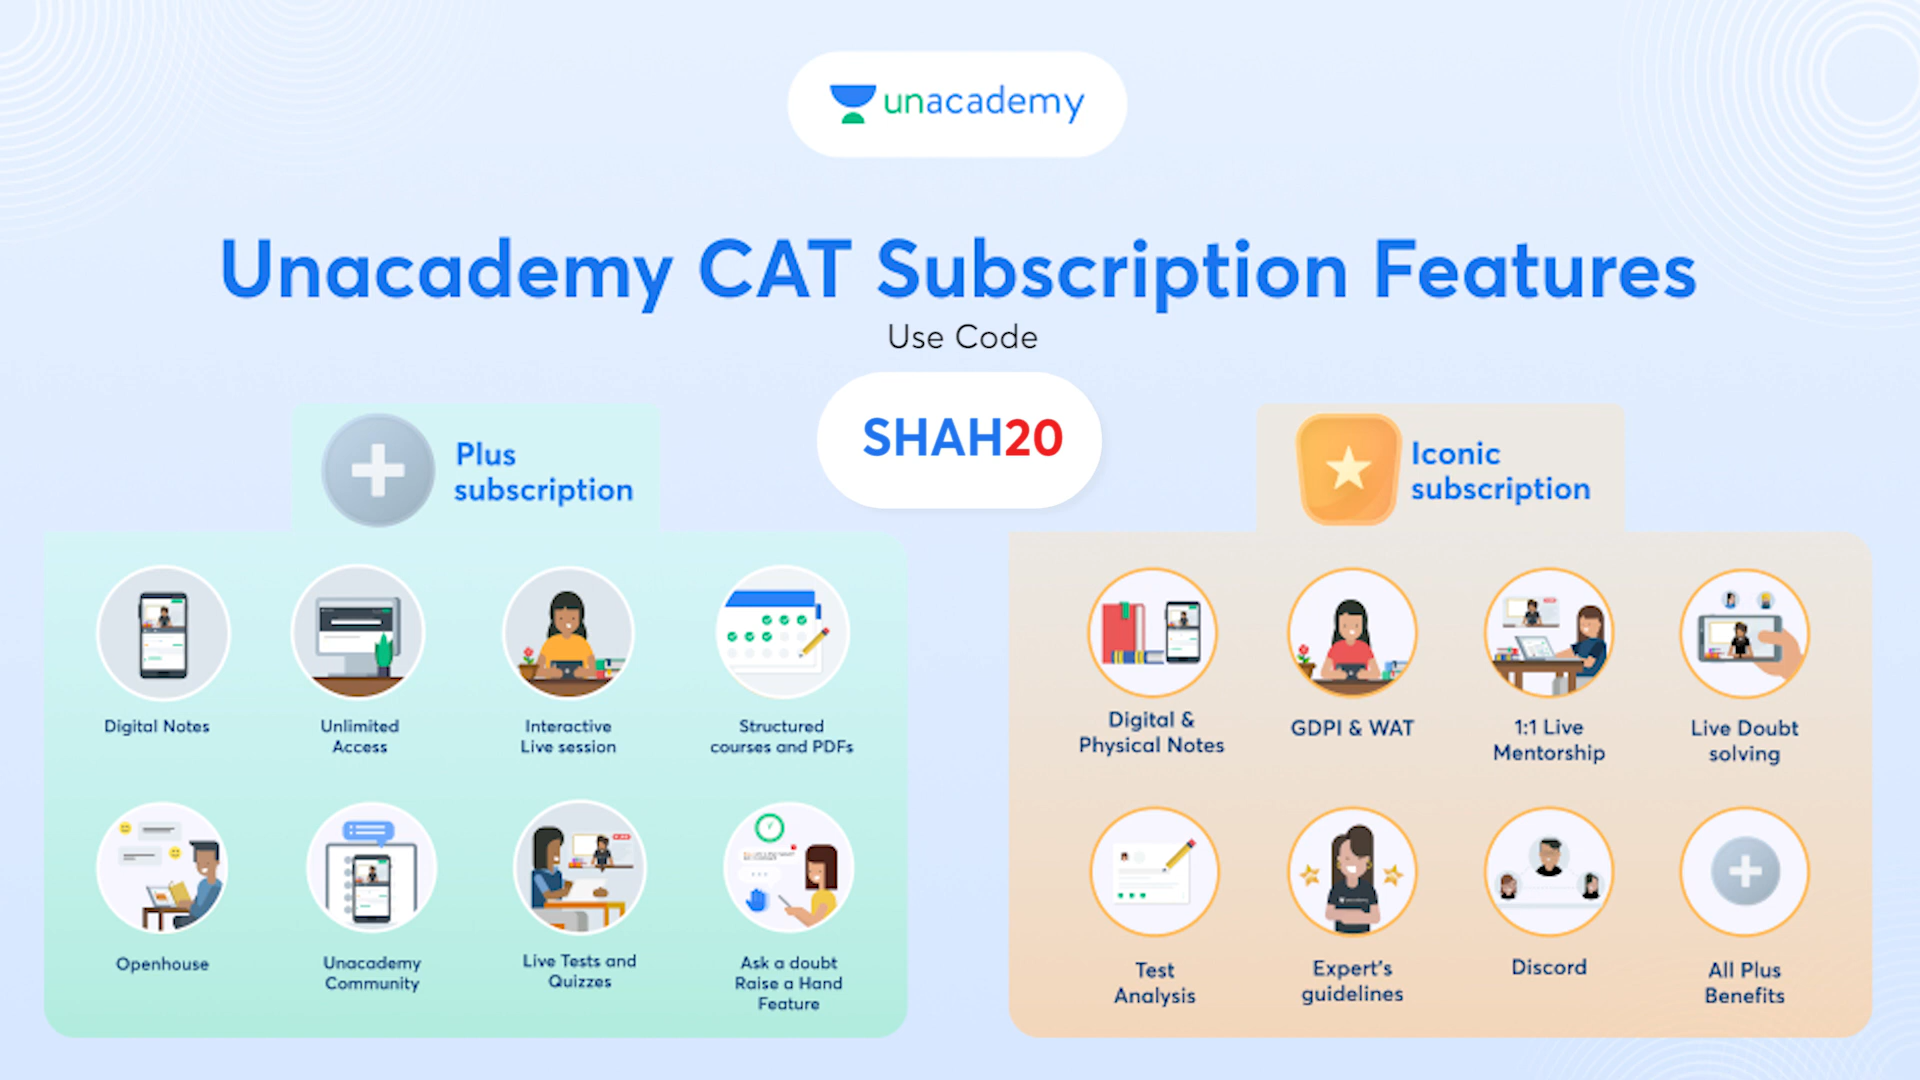 unacademy
Unacademy CAT Subscription Features
Use Code
SHAH20
Plus
subscription
Digital Notes
Unlimited
Access
Interactive
Live session
Structured
courses and PDFs
Openhouse
Unacademy
Community
Live Tests and
Quizzes
Ask a doubt
Raise a Hand
Feature
Iconic
subscription
Digital &
Physical Notes
GDPI & WAT
1:1 Live
Mentorship
Live Doubt
solving
Test
Analysis
Expert's
guidelines
Discord
All Plus
Benefits